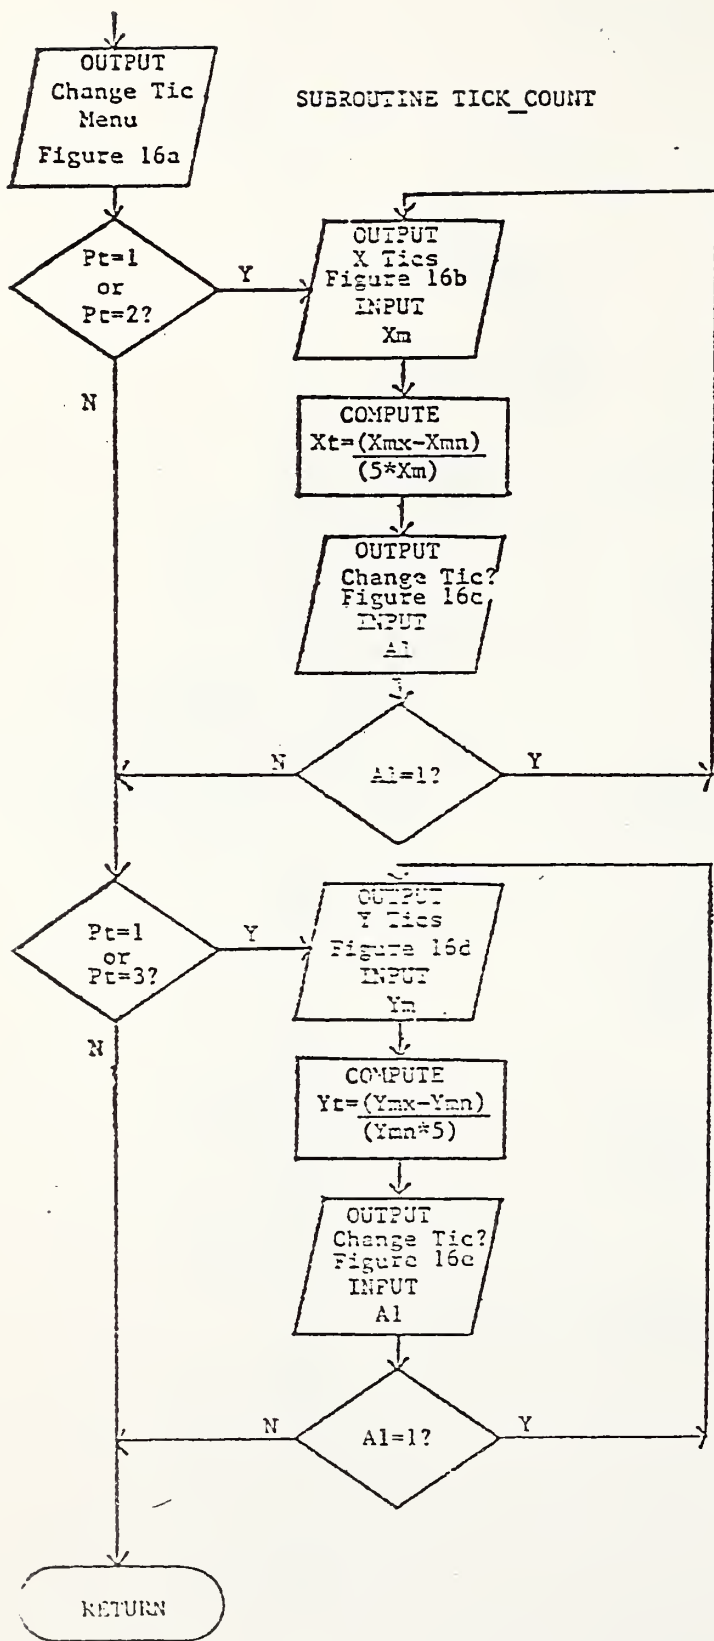 OUTPUT
Change Tic
Menu
Figure 16a
SUBROUTINE TICK_COUNT
Pt=1
or
Pt=2?
Y
N
OUTPUT
X Tics
Figure 16b
INPUT
Xm
COMPUTE
Xt=(Xmx-Xmn)
(5*Xm)
OUTPUT
Change Tic?
Figure 16c
INPUT
A1
A1=1?
N
Y
Pt=1
or
Pt=3?
Y
N
OUTPUT
Y Tics
Figure 16d
INPUT
Ym
COMPUTE
Yt=(Ymx-Ymn)
(Ymn*5)
OUTPUT
Change Tic?
Figure 16e
INPUT
A1
A1=1?
N
Y
RETURN